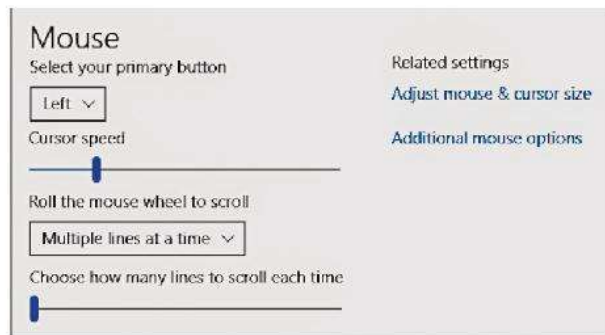 Mouse
Select your primary button
Left
Cursor speed
Roll the mouse wheel to scroll
Multiple lines at a time
Choose how many lines to scroll each time
Related settings
Adjust mouse & cursor size
Additional mouse options